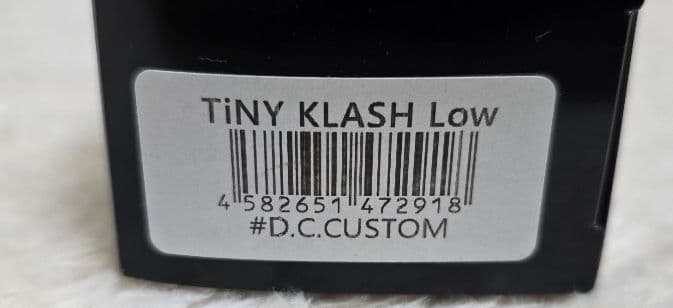 TiNY KLASH Low
4 582651 472918
#D.C.CUSTOM